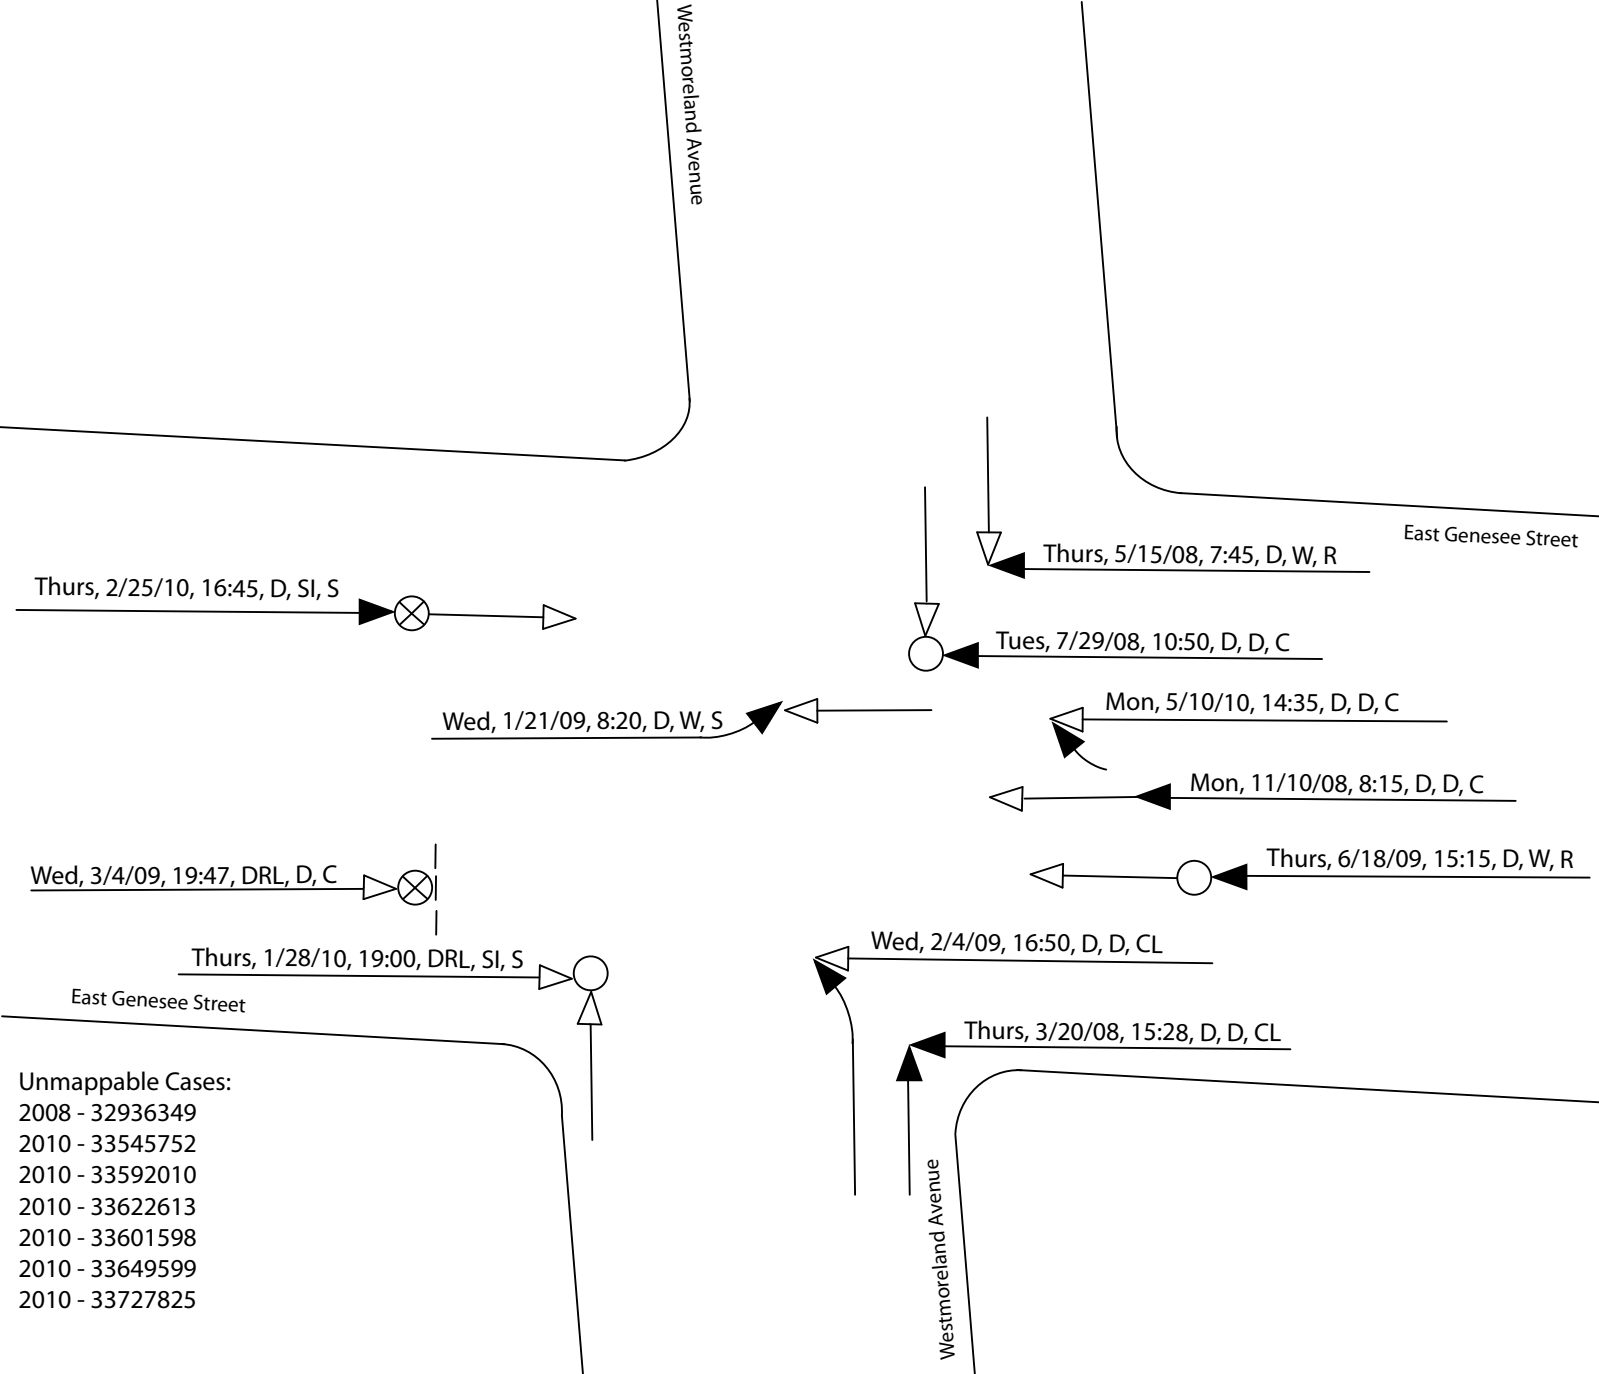 Westmoreland Avenue
East Genesee Street
Thurs, 5/15/08, 7:45, D, W, R
Thurs, 2/25/10, 16:45, D, SI, S
Tues, 7/29/08, 10:50, D, D, C
Mon, 5/10/10, 14:35, D, D, C
Wed, 1/21/09, 8:20, D, W, S
Mon, 11/10/08, 8:15, D, D, C
Thurs, 6/18/09, 15:15, D, W, R
Wed, 3/4/09, 19:47, DRL, D, C
Wed, 2/4/09, 16:50, D, D, CL
Thurs, 1/28/10, 19:00, DRL, SI, S
East Genesee Street
Thurs, 3/20/08, 15:28, D, D, CL
Unmappable Cases:
2008 - 32936349
2010 - 33545752
2010 - 33592010
2010 - 33622613
2010 - 33601598
2010 - 33649599
2010 - 33727825
Westmoreland Avenue